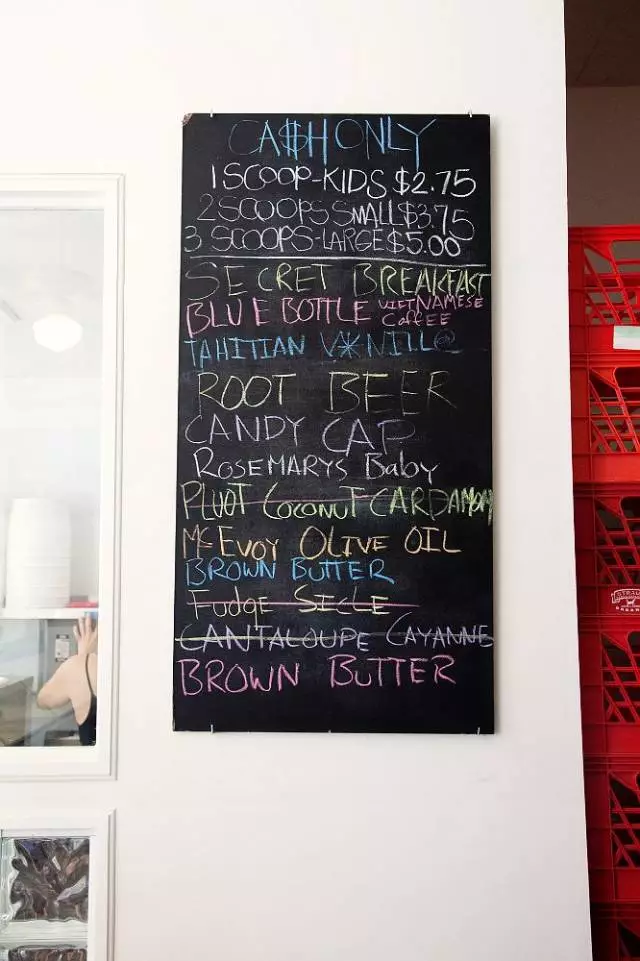 CA$H ONLY
1 SCOOP-KIDS $2.75
2 SCOOPS SMALL $3.75
3 SCOOPS-LARGE $5.00
SECRET BREAKFAST
BLUE BOTTLE VIETNAMESE COFFEE
TAHITIAN V*NILL@
ROOT BEER
CANDY CAP
ROSEMARYS Baby
PLUOT COCONUT CARDAMOM
McEVOY OLIVE OIL
BROWN BUTTER
Fudge SICLE
CANTALOUPE CAYANNE
BROWN BUTTER